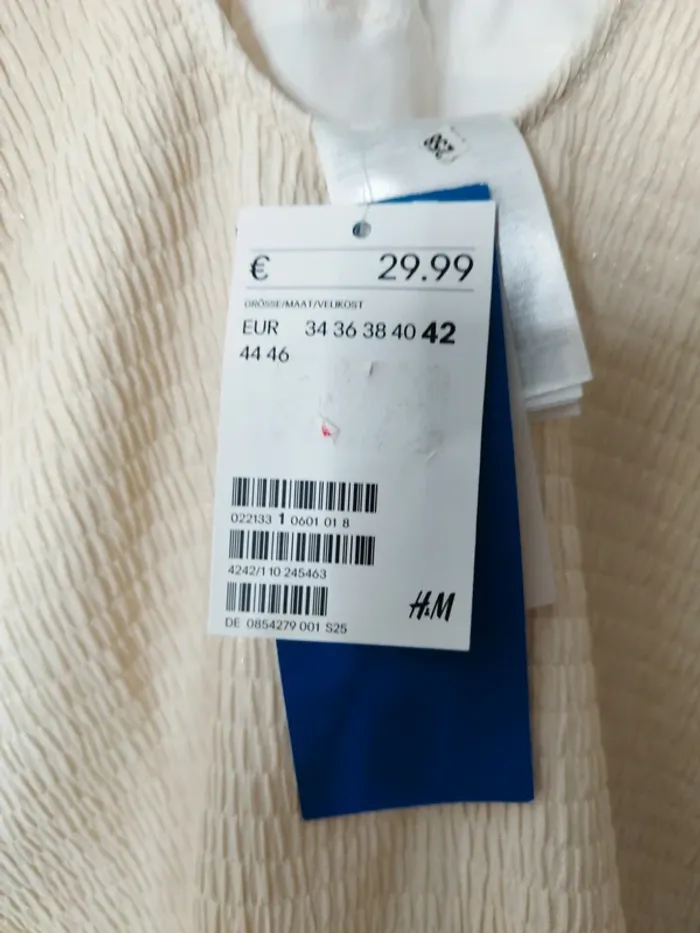 € 29.99
GRÖSSE/MAAT/VELIKOST
EUR 34 36 38 40 42
44 46
022133 1 0601 01 8
4242/1 10 245463
DE 0854279 001 S25
H&M